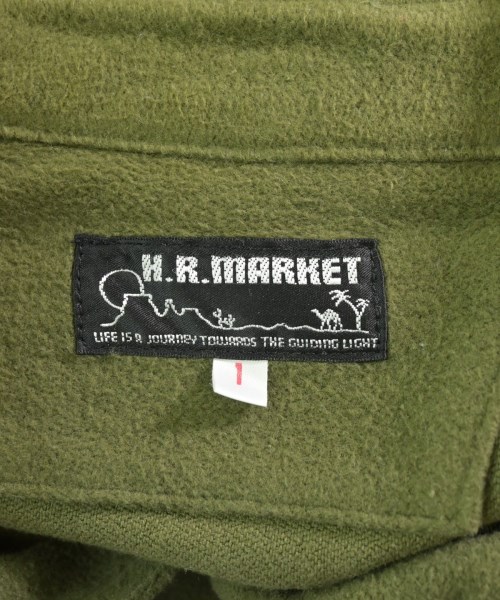 H.R.MARKET
LIFE IS A JOURNEY TOWARDS THE GUIDING LIGHT
1